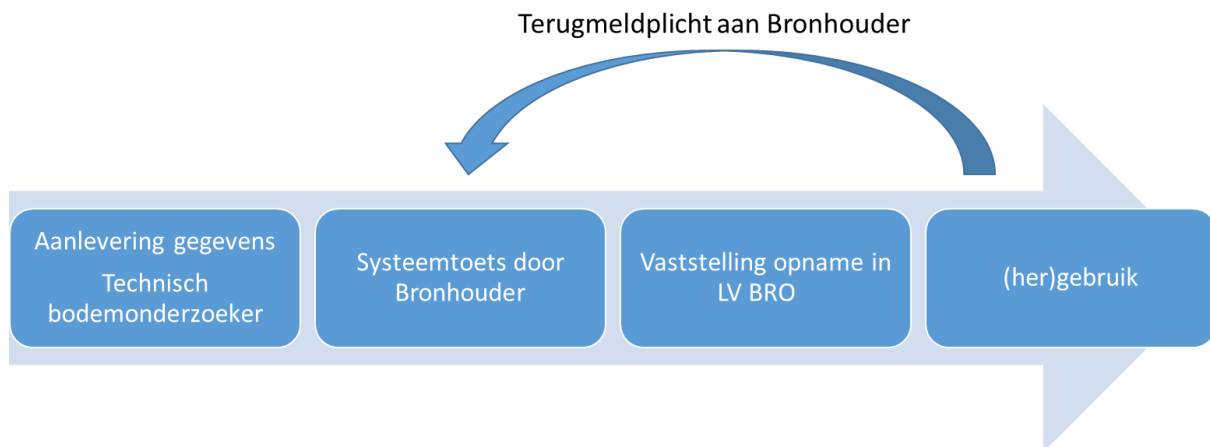 Terugmeldplicht aan Bronhouder
Aanlevering gegevens
Technisch
bodemonderzoeker
Systeemtoets door
Bronhouder
Vaststelling opname in
LV BRO
(her)gebruik